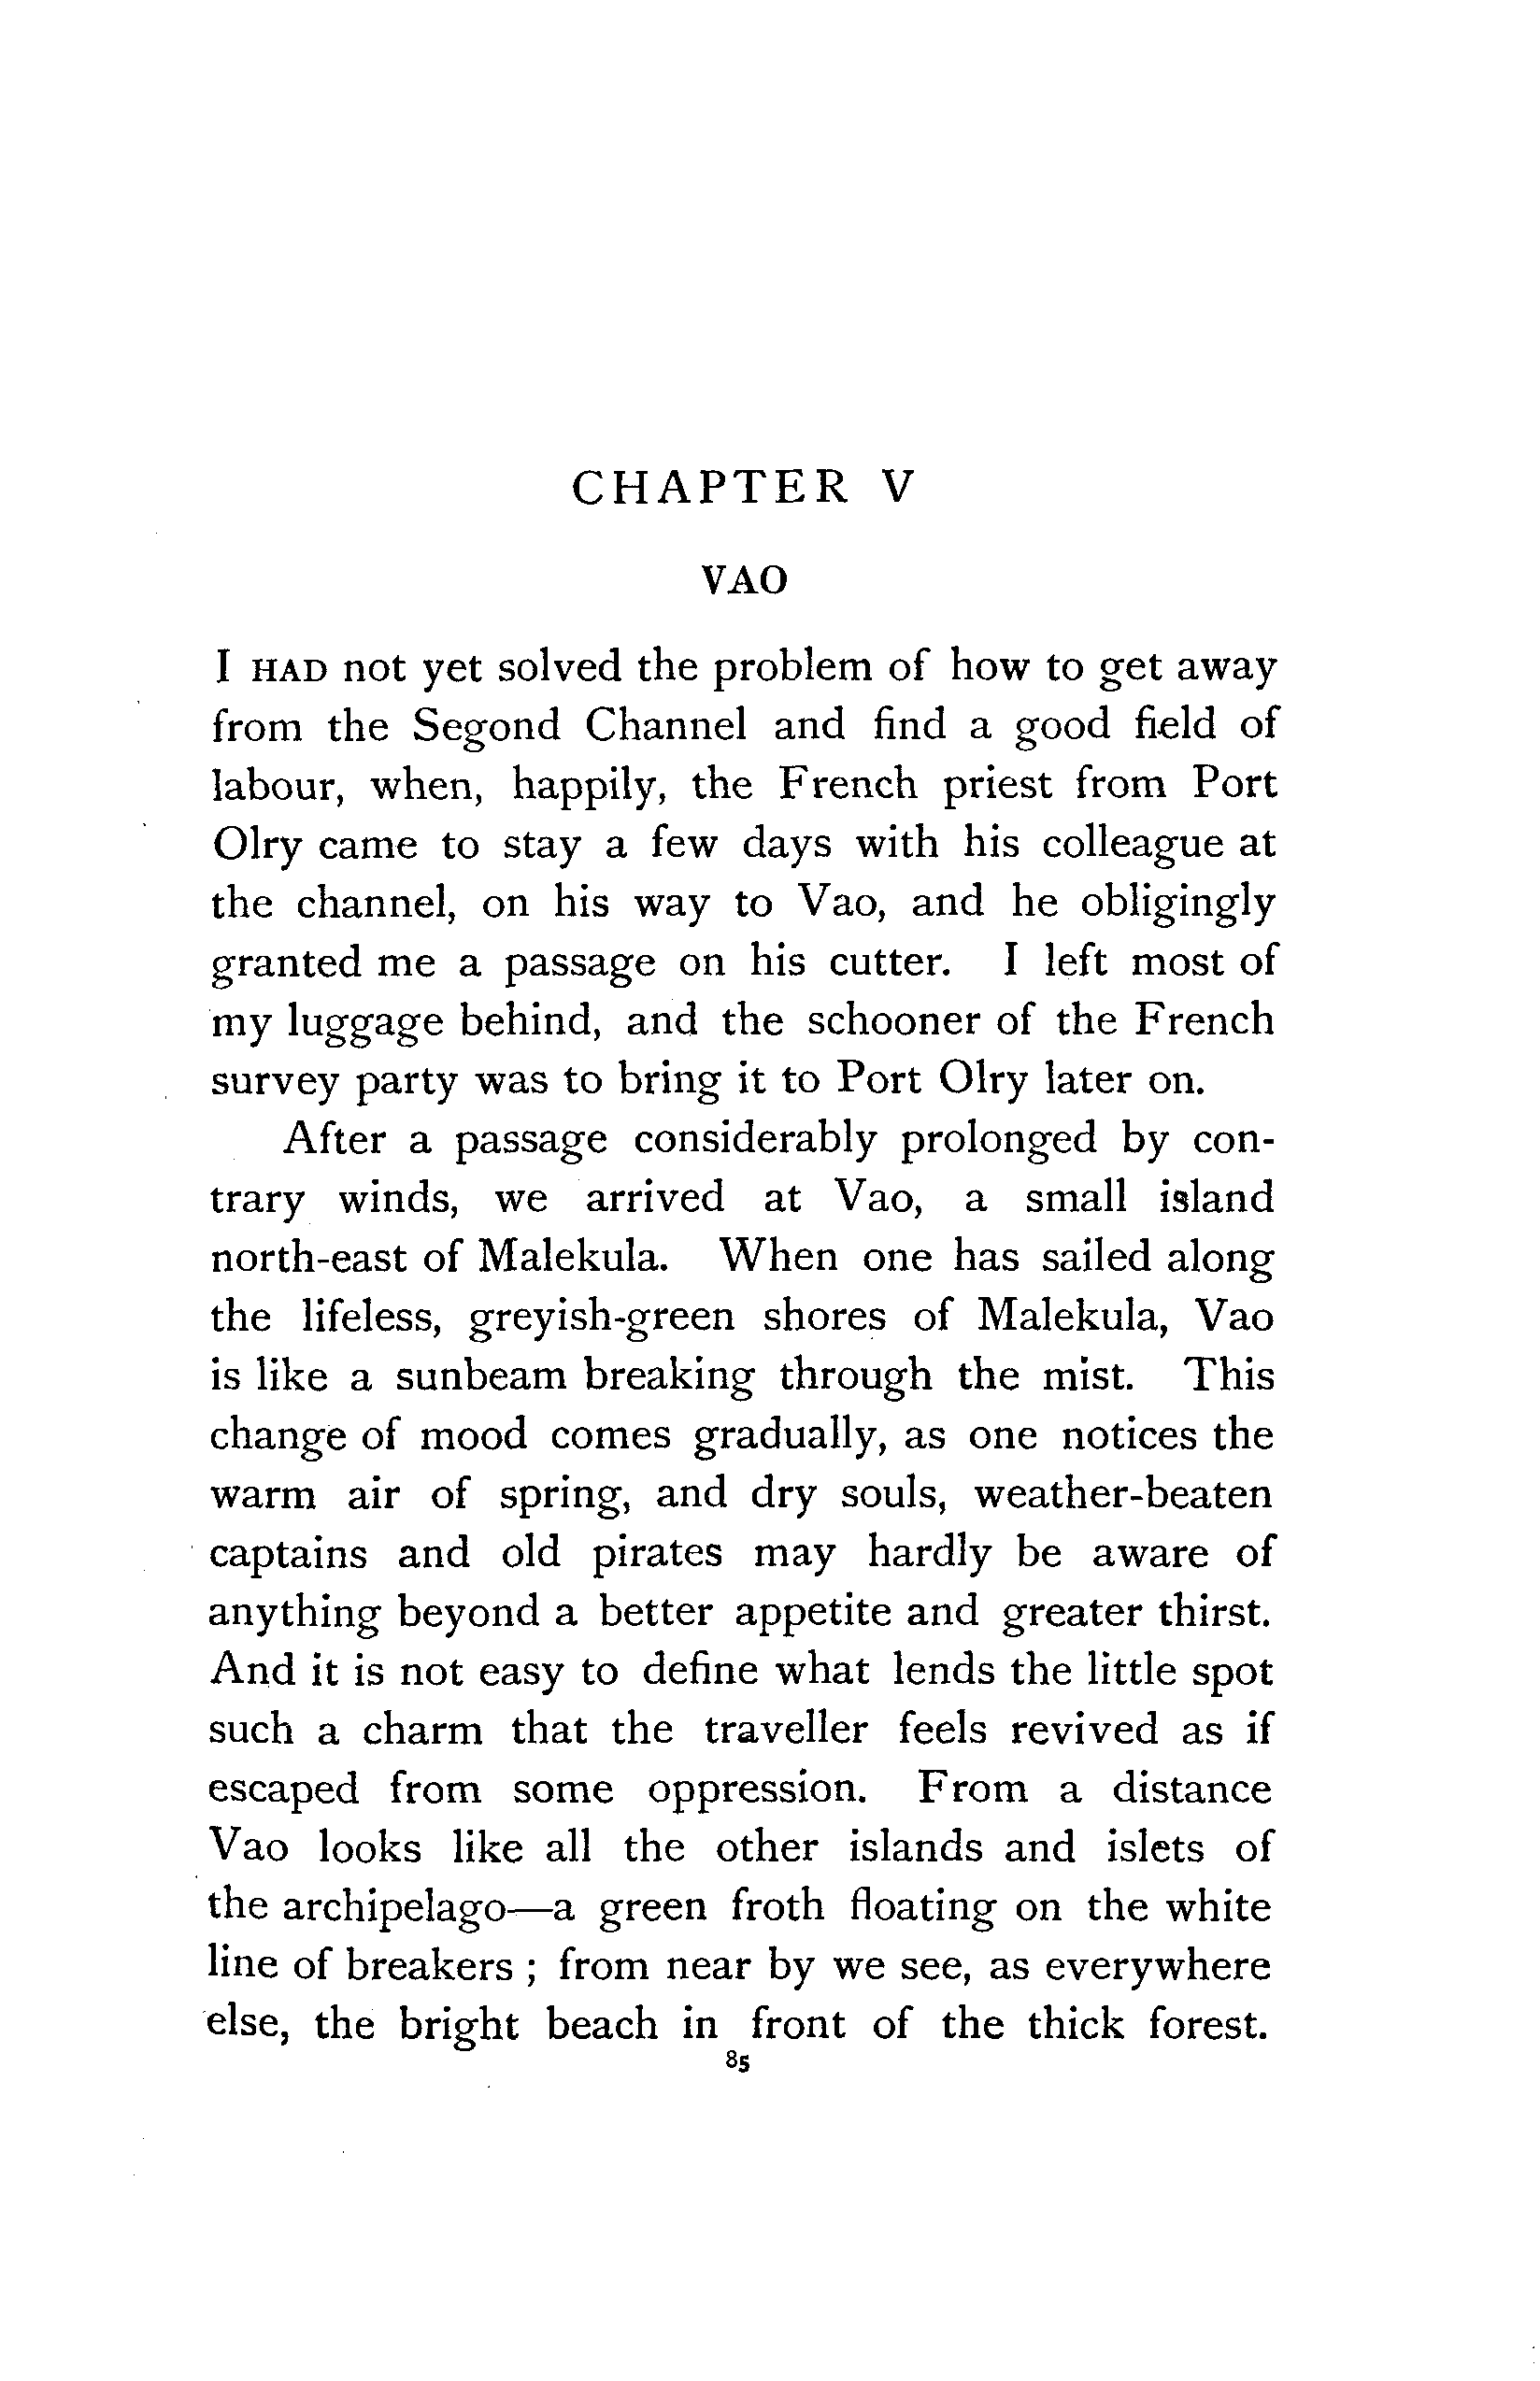 CHAPTER V
VAO
I HAD not yet solved the problem of how to get away
from the Segond Channel and find a good field of
labour, when, happily, the French priest from Port
Olry came to stay a few days with his colleague at
the channel, on his way to Vao, and he obligingly
granted me a passage on his cutter. I left most of
my luggage behind, and the schooner of the French
survey party was to bring it to Port Olry later on.
After a passage considerably prolonged by con-
trary winds, we arrived at Vao, a small island
north-east of Malekula. When one has sailed along
the lifeless, greyish-green shores of Malekula, Vao
is like a sunbeam breaking through the mist. This
change of mood comes gradually, as one notices the
warm air of spring, and dry souls, weather-beaten
captains and old pirates may hardly be aware of
anything beyond a better appetite and greater thirst.
And it is not easy to define what lends the little spot
such a charm that the traveller feels revived as if
escaped from some oppression. From a distance
Vao looks like all the other islands and islets of
the archipelago—a green froth floating on the white
line of breakers ; from near by we see, as everywhere
else, the bright beach in front of the thick forest.
85